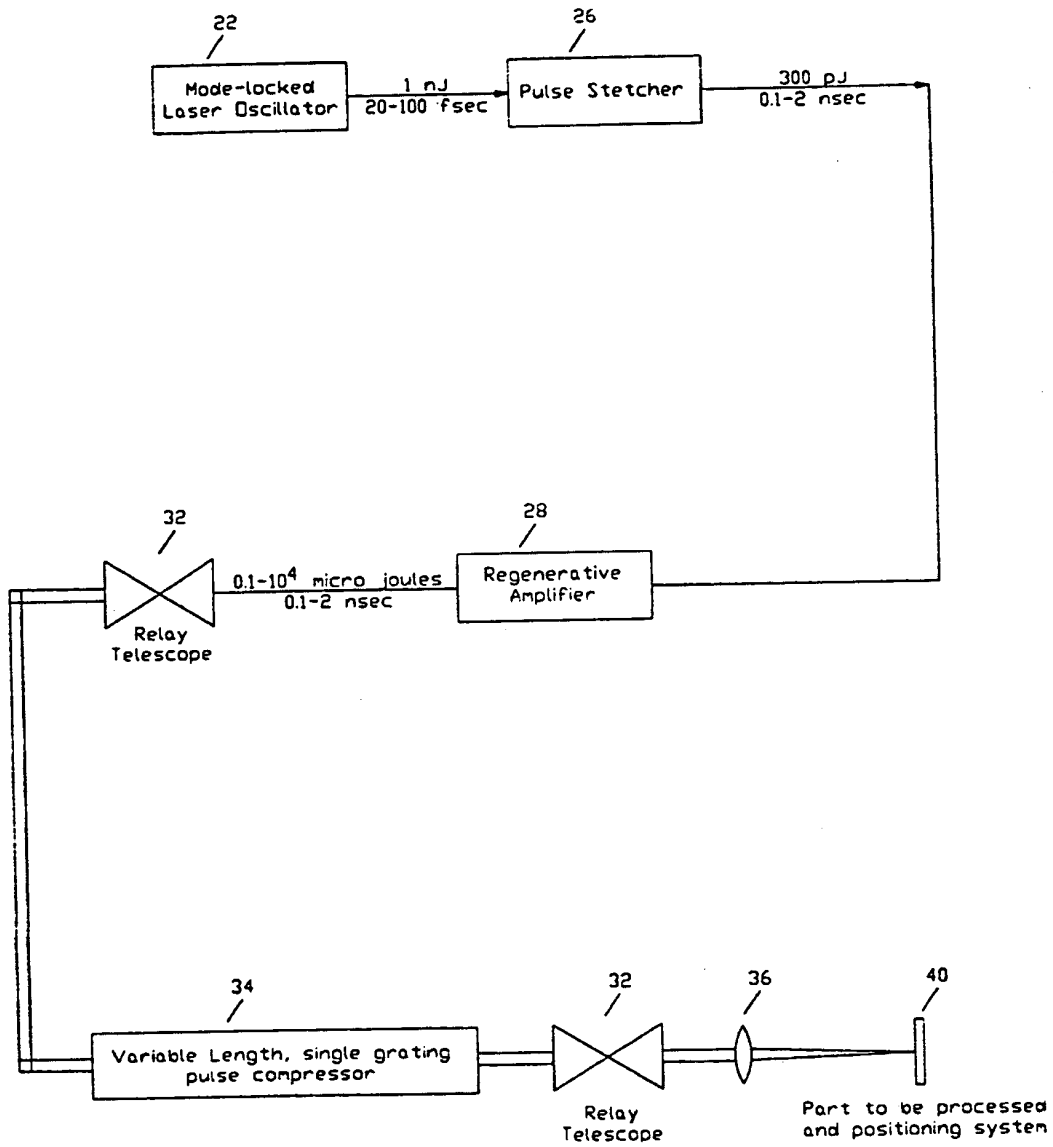 22
Mode-locked
Laser Oscillator
1 nJ
20-100 fsec
26
Pulse Stetcher
300 pJ
0.1-2 nsec
32
Relay
Telescope
0.1-10⁴ micro joules
0.1-2 nsec
28
Regenerative
Amplifier
34
Variable Length, single grating
pulse compressor
32
Relay
Telescope
36
40
Part to be processed
and positioning system